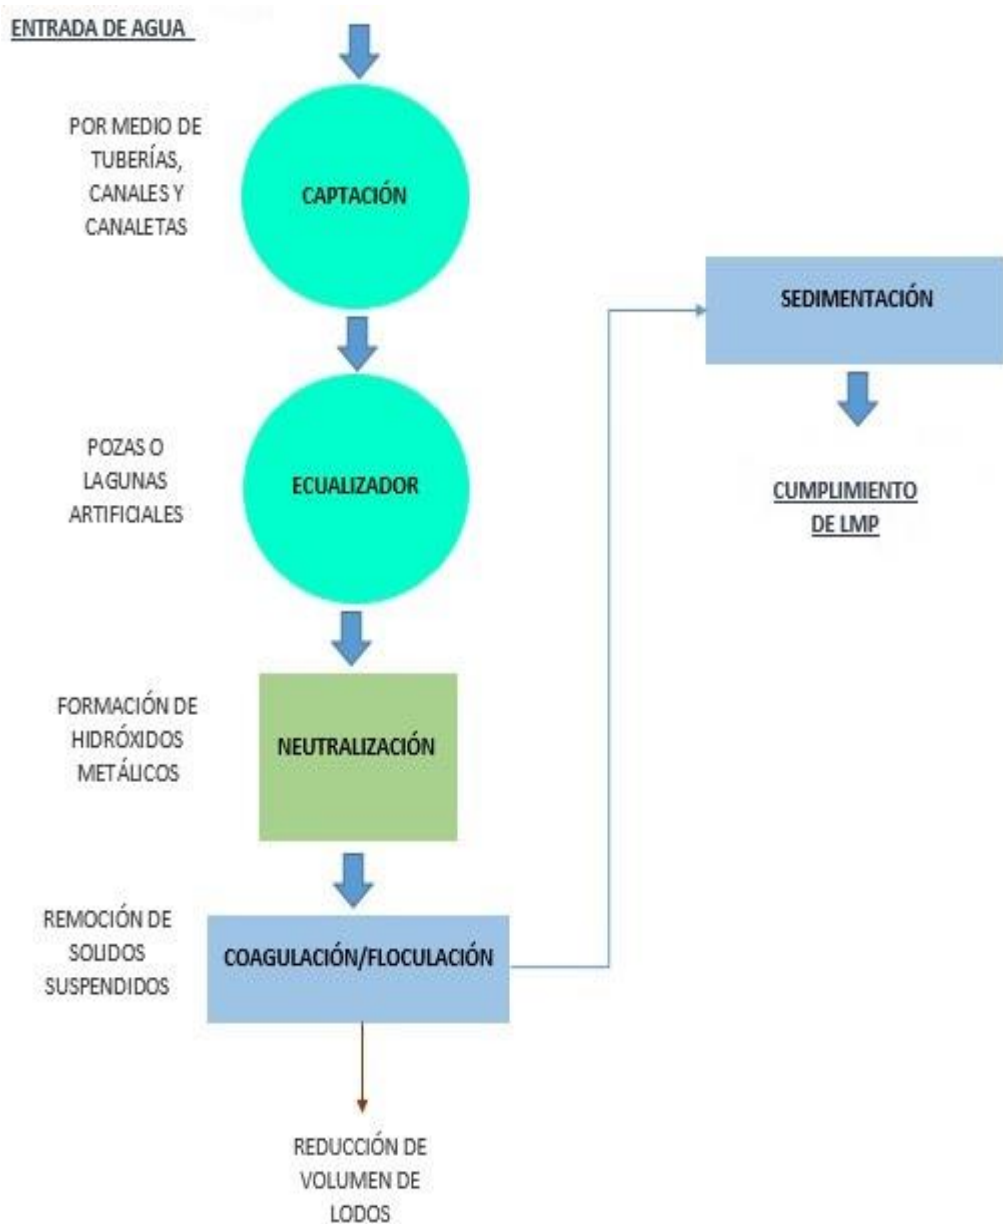 ENTRADA DE AGUA
POR MEDIO DE
TUBERÍAS,
CANALES Y
CANALETAS
CAPTACIÓN
POZAS O
LAGUNAS
ARTIFICIALES
ECUALIZADOR
FORMACIÓN DE
HIDRÓXIDOS
METÁLICOS
NEUTRALIZACIÓN
REMOCIÓN DE
SOLIDOS
SUSPENDIDOS
COAGULACIÓN/FLOCULACIÓN
REDUCCIÓN DE
VOLUMEN DE
LODOS
SEDIMENTACIÓN
CUMPLIMIENTO
DE LMP